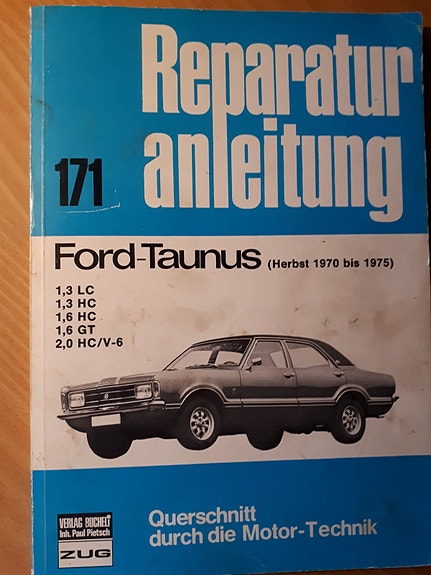 Reparatur
anleitung
171
Ford-Taunus (Herbst 1970 bis 1975)
1,3 LC
1,3 HC
1,6 HC
1,6 GT
2,0 HC/V-6
VERLAG BUCHELI
Inh. Paul Pietsch
ZUG
Querschnitt
durch die Motor-Technik